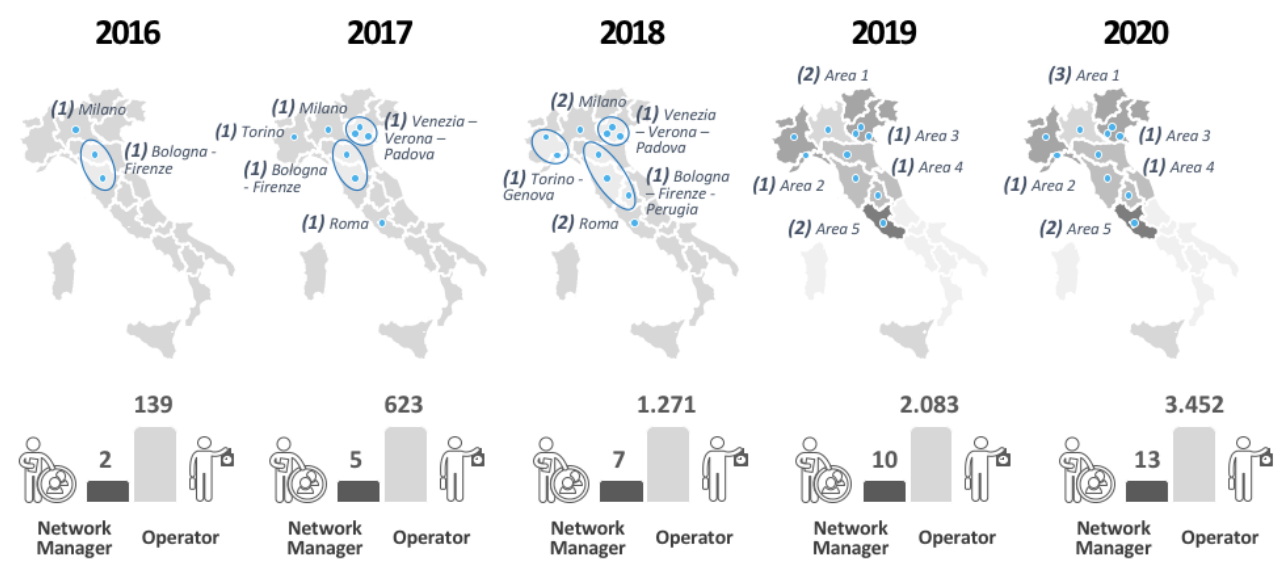 2016
2017
2018
2019
2020
(1) Milano
(1) Bologna -
Firenze
(1) Milano
(1) Torino
(1) Venezia –
Verona –
Padova
(1) Bologna
- Firenze
(1) Roma
(2) Milano
(1) Venezia
– Verona –
Padova
(1) Torino -
Genova
(1) Bologna
– Firenze -
Perugia
(2) Roma
(2) Area 1
(1) Area 3
(1) Area 4
(1) Area 2
(2) Area 5
(3) Area 1
(1) Area 3
(1) Area 4
(1) Area 2
(2) Area 5
139
2
Network
Manager
Operator
623
5
Network
Manager
Operator
1.271
7
Network
Manager
Operator
2.083
10
Network
Manager
Operator
3.452
13
Network
Manager
Operator